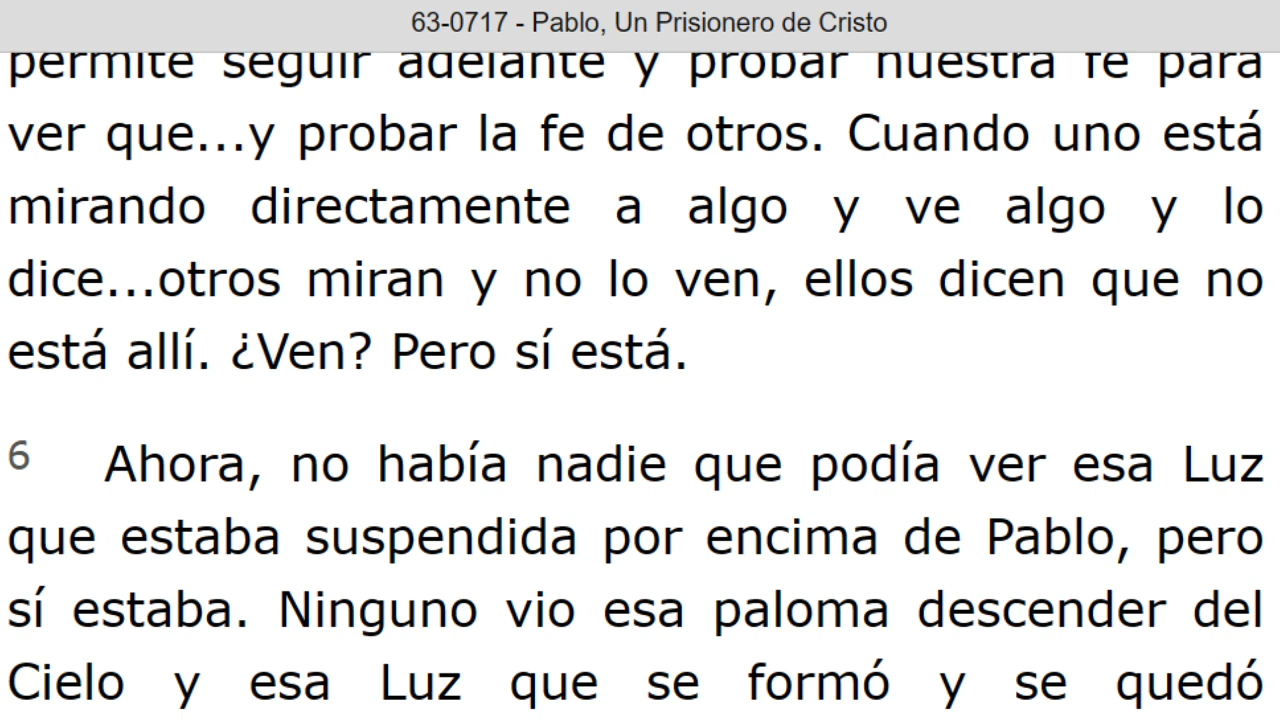 63-0717 - Pablo, Un Prisionero de Cristo
permite seguir adelante y probar nuestra fe para
ver que...y probar la fe de otros. Cuando uno está
mirando directamente a algo y ve algo y lo
dice...otros miran y no lo ven, ellos dicen que no
está allí. ¿Ven? Pero sí está.
6 Ahora, no había nadie que podía ver esa Luz
que estaba suspendida por encima de Pablo, pero
sí estaba. Ninguno vio esa paloma descender del
Cielo y esa Luz que se formó y se quedó